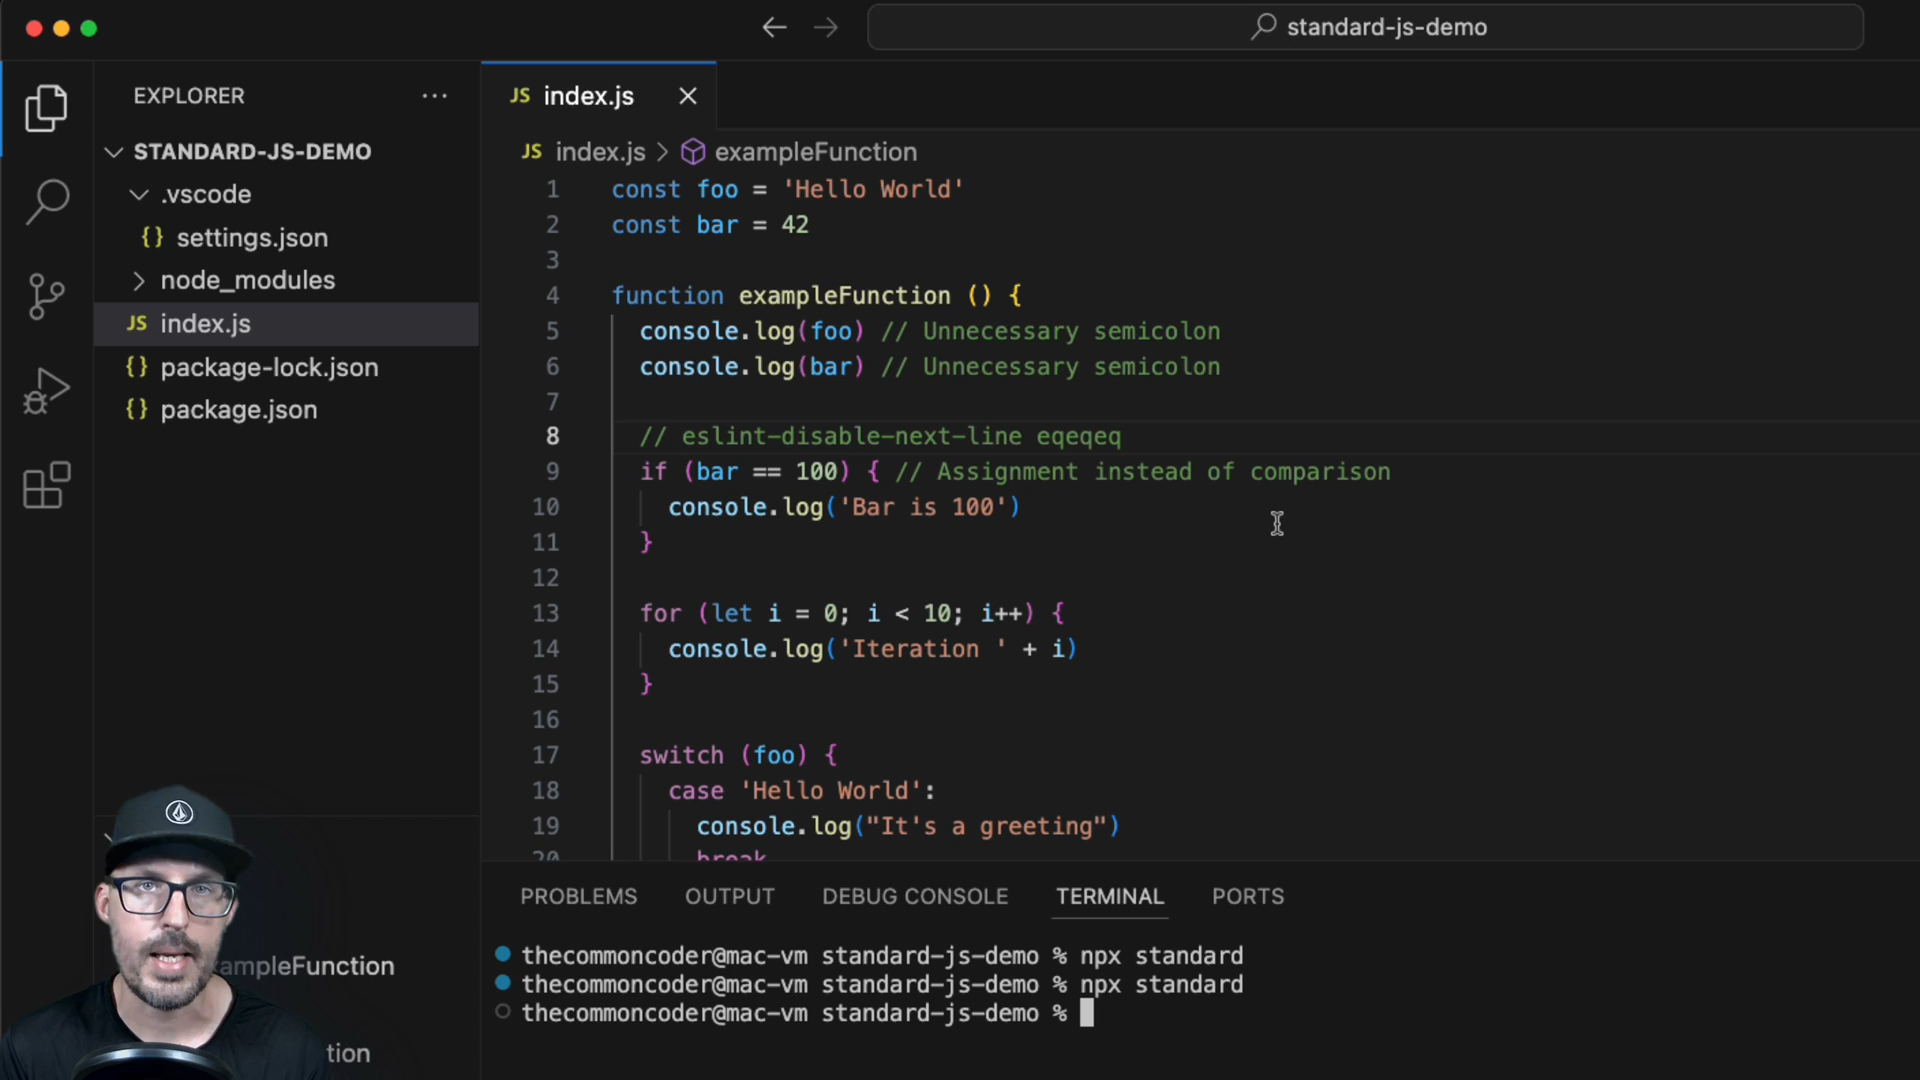 standard-js-demo
EXPLORER
JS index.js
STANDARD-JS-DEMO
JS index.js > exampleFunction
.vscode
{} settings.json
node_modules
JS index.js
{} package-lock.json
{} package.json
1 const foo = 'Hello World'
2 const bar = 42
3
4 function exampleFunction () {
5 console.log(foo) // Unnecessary semicolon
6 console.log(bar) // Unnecessary semicolon
7
8 // eslint-disable-next-line eqeqeq
9 if (bar == 100) { // Assignment instead of comparison
10 console.log('Bar is 100')
11 }
12
13 for (let i = 0; i < 10; i++) {
14 console.log('Iteration ' + i)
15 }
16
17 switch (foo) {
18 case 'Hello World':
19 console.log("It's a greeting")
20 break
ampleFunction
tion
PROBLEMS OUTPUT DEBUG CONSOLE TERMINAL PORTS
thecommoncoder@mac-vm standard-js-demo % npx standard
thecommoncoder@mac-vm standard-js-demo % npx standard
thecommoncoder@mac-vm standard-js-demo %